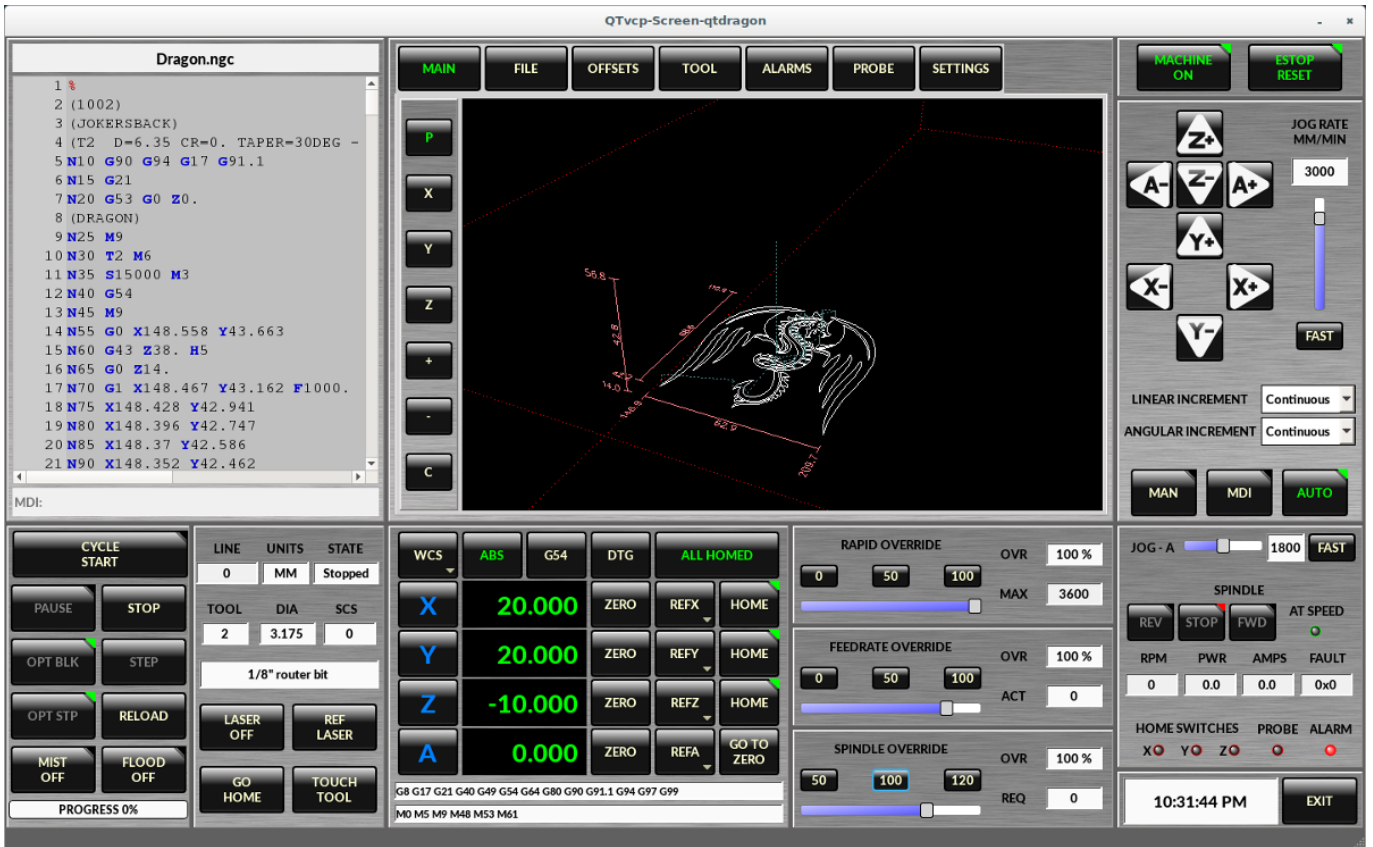 QTvcp-Screen-qtdragon
Dragon.ngc
1 %
2 (1002)
3 (JOKERSBACK)
4 (T2 D=6.35 CR=0. TAPER=30DEG -
5 N10 G90 G94 G17 G91.1
6 N15 G21
7 N20 G53 G0 Z0.
8 (DRAGON)
9 N25 M9
10 N30 T2 M6
11 N35 S15000 M3
12 N40 G54
13 N45 M9
14 N55 G0 X148.558 Y43.663
15 N60 G43 Z38. H5
16 N65 G0 Z14.
17 N70 G1 X148.467 Y43.162 F1000.
18 N75 X148.428 Y42.941
19 N80 X148.396 Y42.747
20 N85 X148.37 Y42.586
21 N90 X148.352 Y42.462
MDI:
MAIN FILE OFFSETS TOOL ALARMS PROBE SETTINGS
P
X
Y
Z
+
-
C
56.8
42.8
14.0
146.8
62.9
209.7
MACHINE ON
ESTOP RESET
Z+
JOG RATE
MM/MIN
3000
A- Z- A+
Y+
X- X+
Y-
FAST
LINEAR INCREMENT Continuous
ANGULAR INCREMENT Continuous
MAN MDI AUTO
CYCLE START
PAUSE STOP
OPT BLK STEP
OPT STP RELOAD
MIST OFF FLOOD OFF
PROGRESS 0%
LINE UNITS STATE
0 MM Stopped
TOOL DIA SCS
2 3.175 0
1/8" router bit
LASER OFF REF LASER
GO HOME TOUCH TOOL
WCS ABS G54 DTG ALL HOMED
X 20.000 ZERO REFX HOME
Y 20.000 ZERO REFY HOME
Z -10.000 ZERO REFZ HOME
A 0.000 ZERO REFA GO TO ZERO
G8 G17 G21 G40 G49 G54 G64 G80 G90 G91.1 G94 G97 G99
M0 M5 M9 M48 M53 M61
RAPID OVERRIDE OVR 100 %
0 50 100
MAX 3600
FEEDRATE OVERRIDE OVR 100 %
0 50 100
ACT 0
SPINDLE OVERRIDE OVR 100 %
50 100 120
REQ 0
JOG - A 1800 FAST
SPINDLE
REV STOP FWD AT SPEED
RPM PWR AMPS FAULT
0 0.0 0.0 0x0
HOME SWITCHES PROBE ALARM
X Y Z
10:31:44 PM EXIT